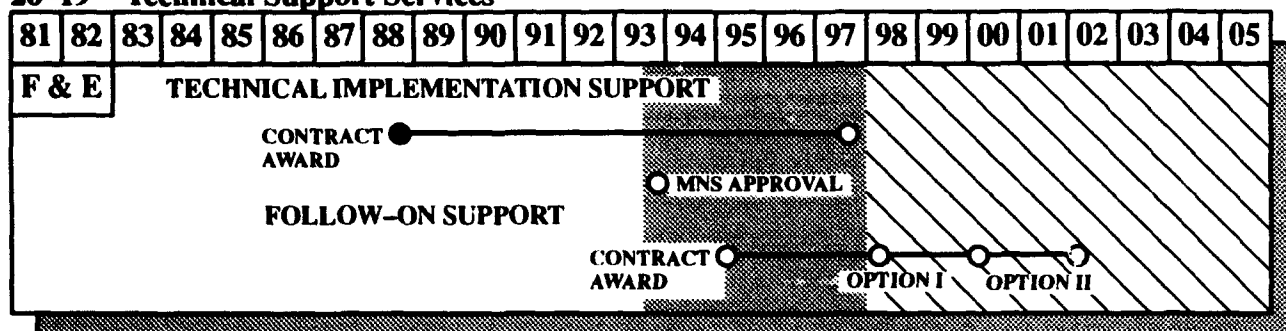 26-19 Technical Support Services
81 82 83 84 85 86 87 88 89 90 91 92 93 94 95 96 97 98 99 00 01 02 03 04 05
F & E
TECHNICAL IMPLEMENTATION SUPPORT
CONTRACT
AWARD
MNS APPROVAL
FOLLOW-ON SUPPORT
CONTRACT
AWARD
OPTION I
OPTION II